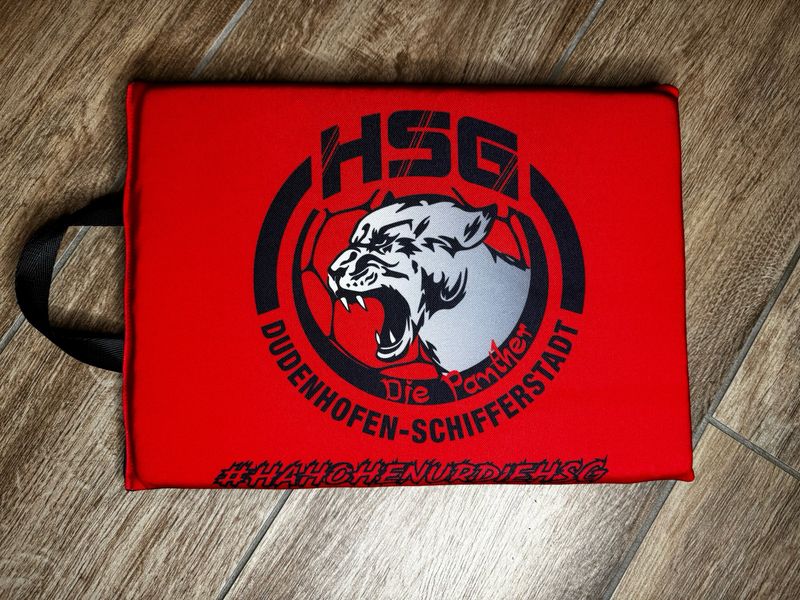 HSG
Die Panther
DUDENHOFEN-SCHIFFERSTADT
#HAHOHENURDIEHSG